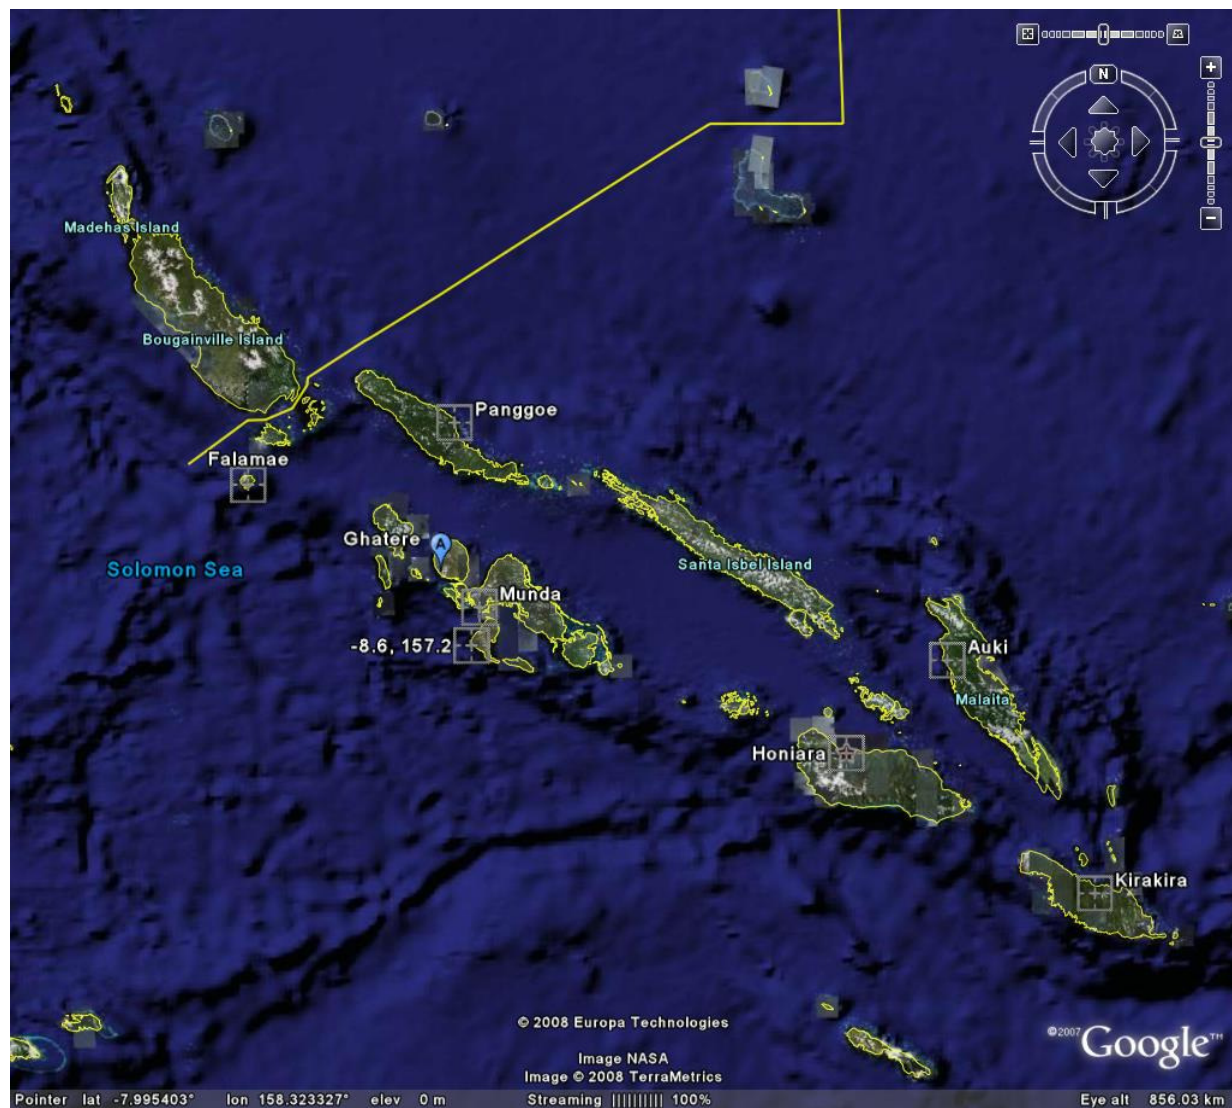 N
Madehas Island
Bougainville Island
Panggoe
Falamae
Ghatere
A
Solomon Sea
Santa Isbel Island
Munda
-8.6, 157.2
Auki
Malaita
Honiara
Kirakira
© 2008 Europa Technologies
Image NASA
Image © 2008 TerraMetrics
©2007 Google™
Pointer lat -7.995403° lon 158.323327° elev 0 m Streaming |||||||||| 100% Eye alt 856.03 km